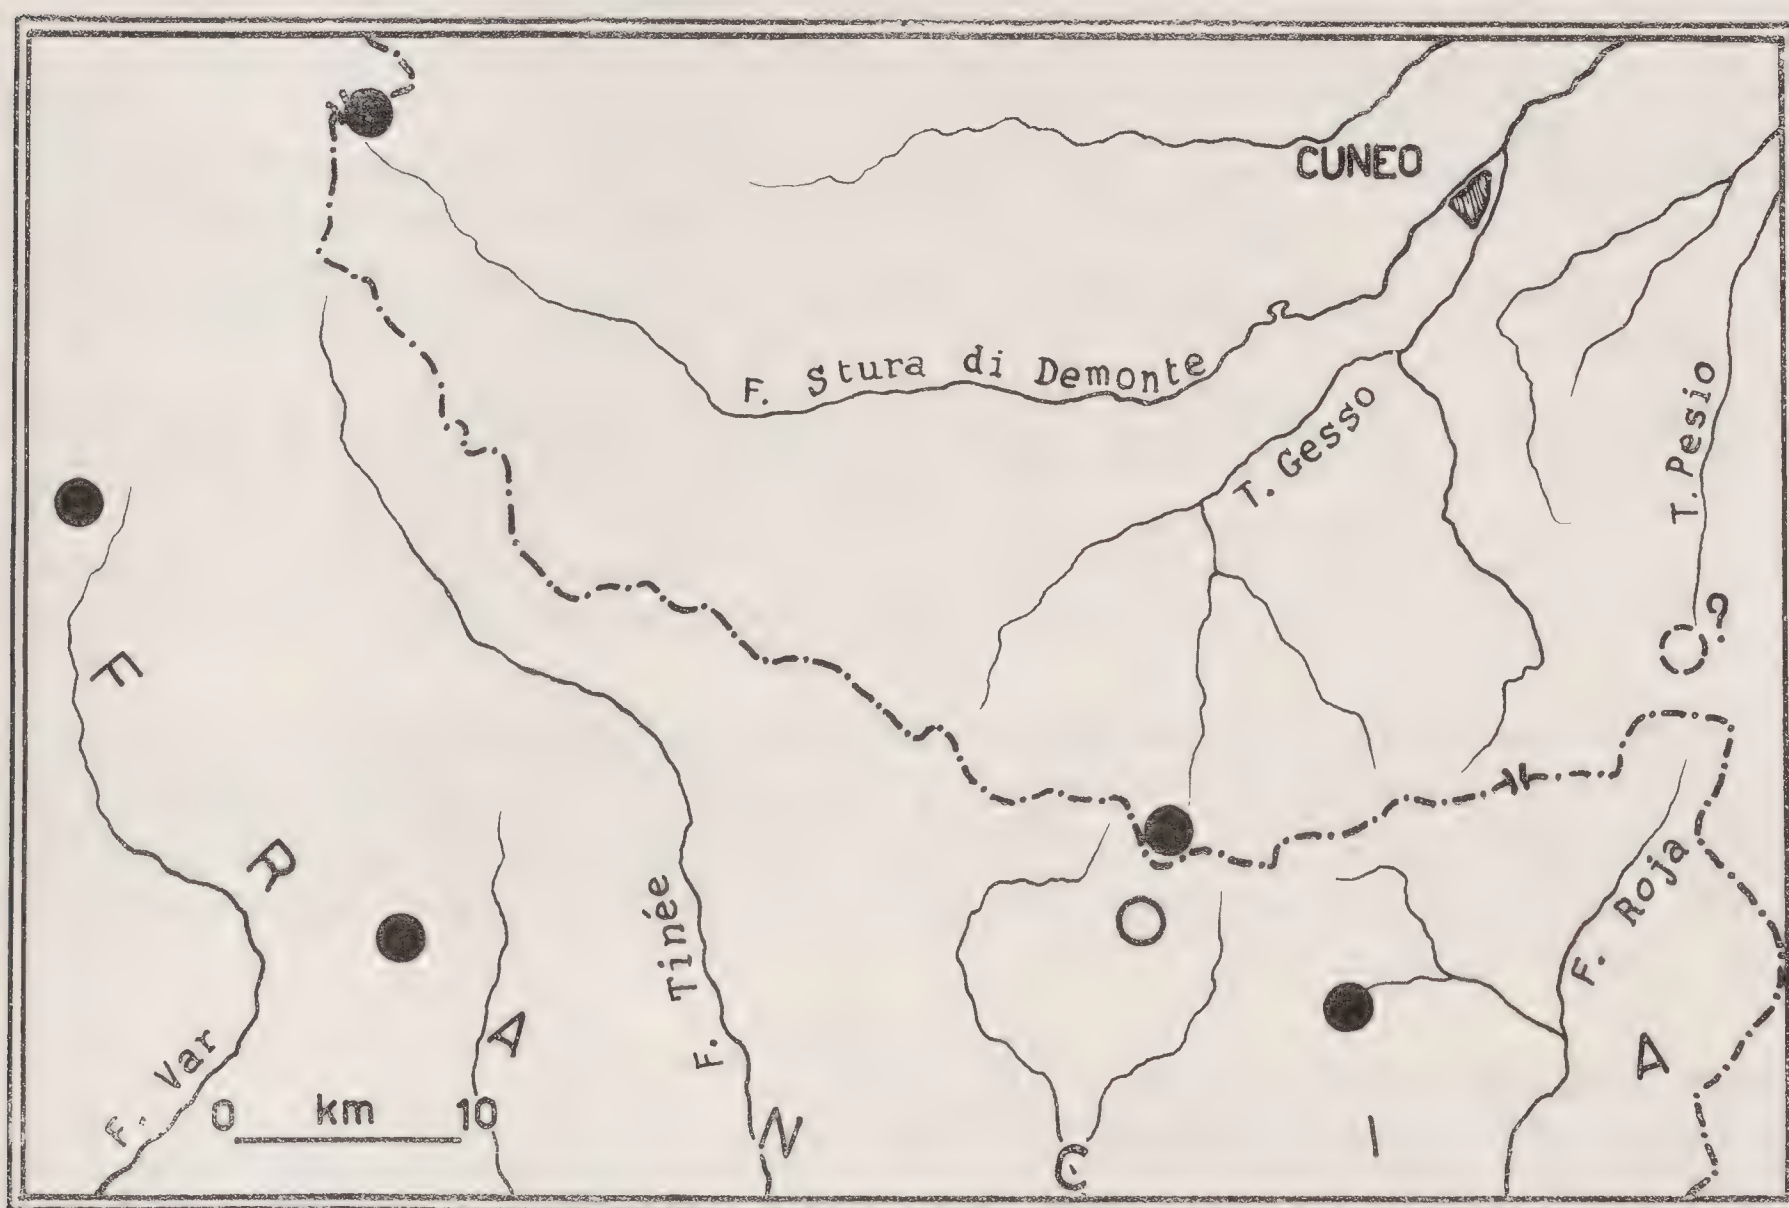 CUNEO
F. Stura di Demonte
T. Gesso
T. Pesio
?
F. Roja
F. Tinée
F. Var
0 km 10
F R A N C I A